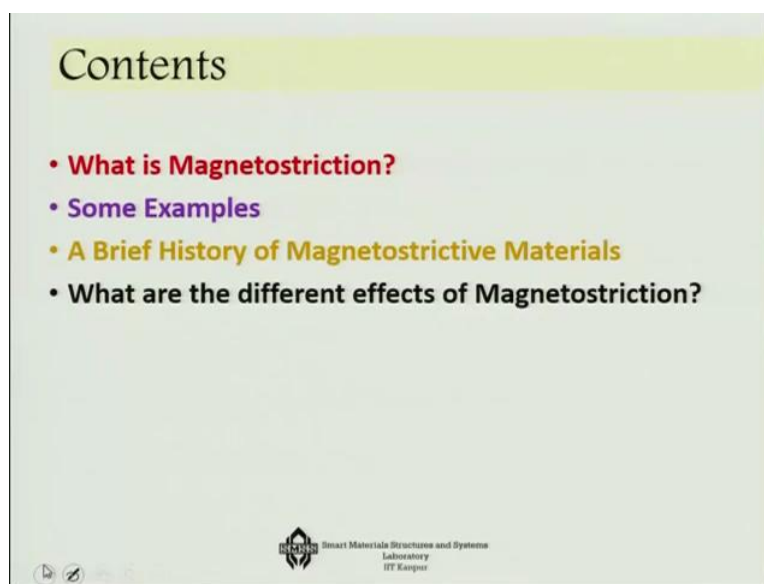 Contents
• What is Magnetostriction?
• Some Examples
• A Brief History of Magnetostrictive Materials
• What are the different effects of Magnetostriction?
Smart Materials Structures and Systems
Laboratory
IIT Kanpur